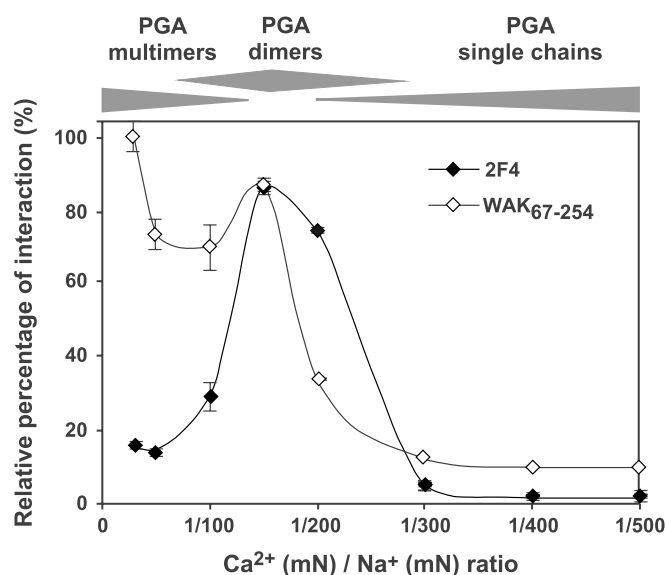 PGA PGA PGA
multimers dimers single chains
Relative percentage of interaction (%)
100
80
60
40
20
0
2F4
WAK67-254
0 1/100 1/200 1/300 1/400 1/500
Ca2+ (mN) / Na+ (mN) ratio